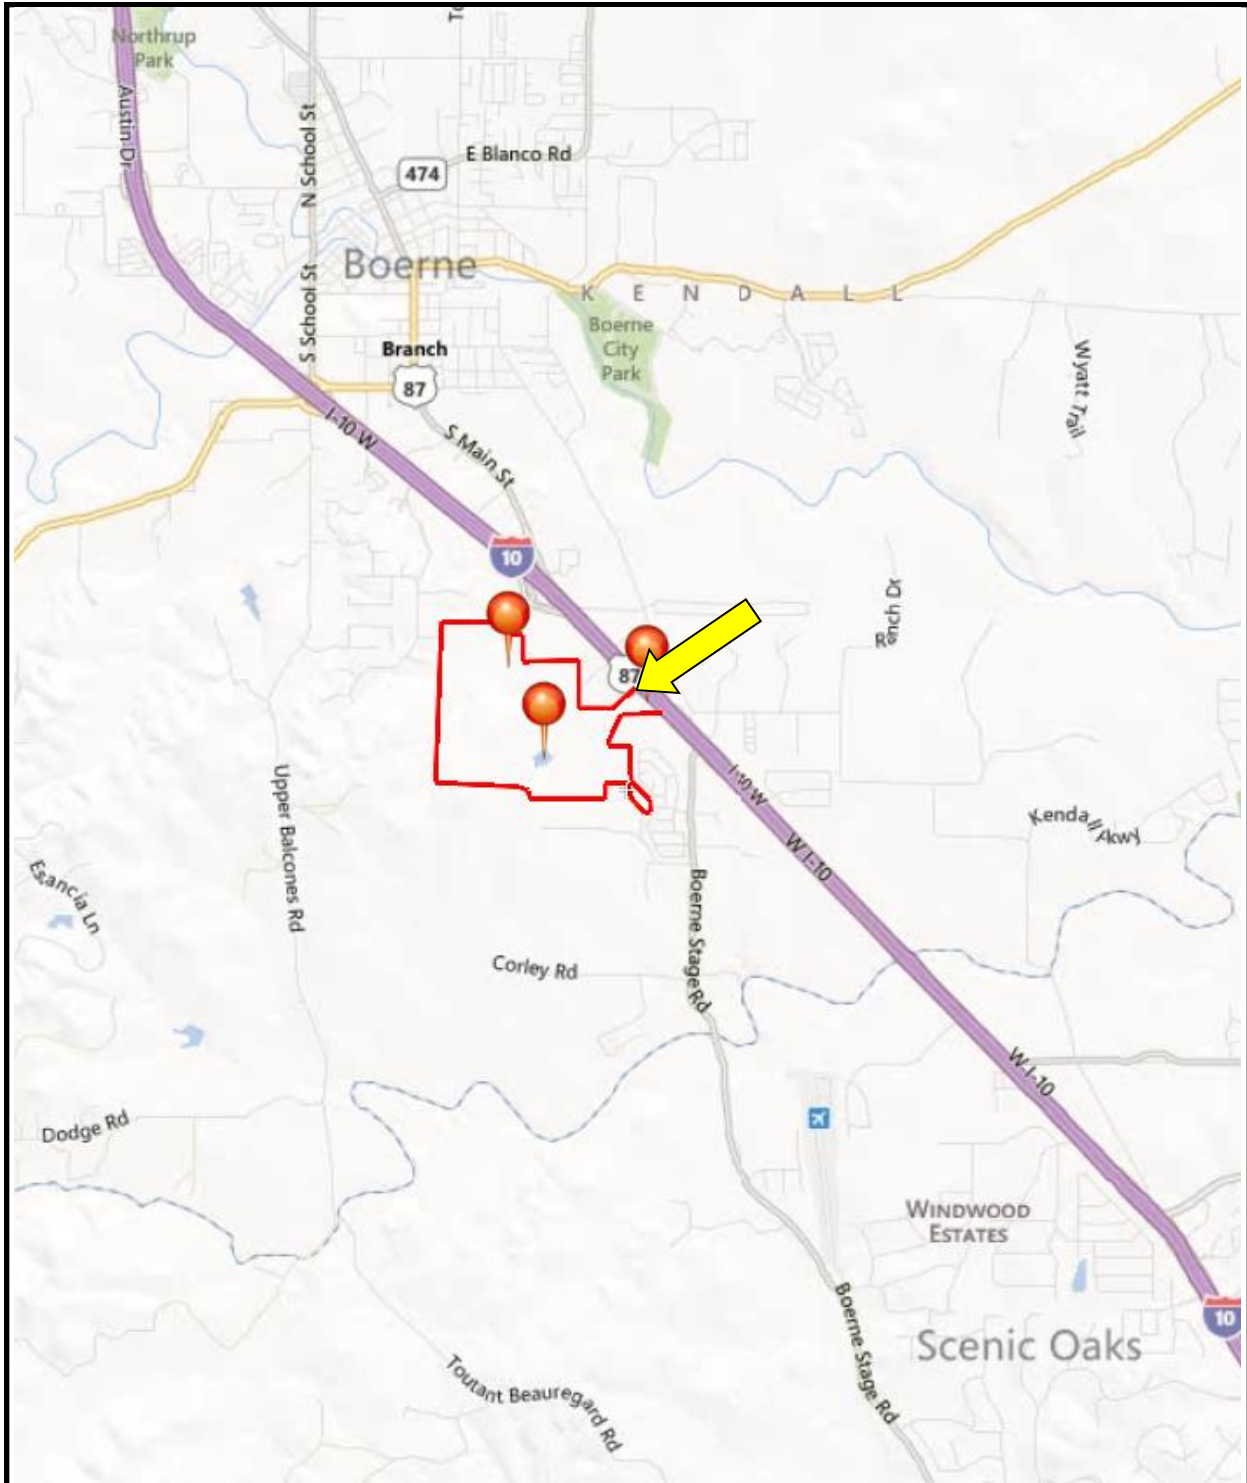 To
Northrup
Park
Austin Dr
N School St
E Blanco Rd
474
Boerne
K E N D A L L
S School St
Boerne
City
Park
Branch
87
Wyatt Trail
I-10 W
S Main St
10
Ranch Dr
87
I-10 W
Upper Balcones Rd
Kendall
W I-10
Esancia Ln
Boerne Stage Rd
Corley Rd
W I-10
Dodge Rd
WINDWOOD
ESTATES
10
Boerne Stage Rd
Scenic Oaks
Toutant Beauregard Rd